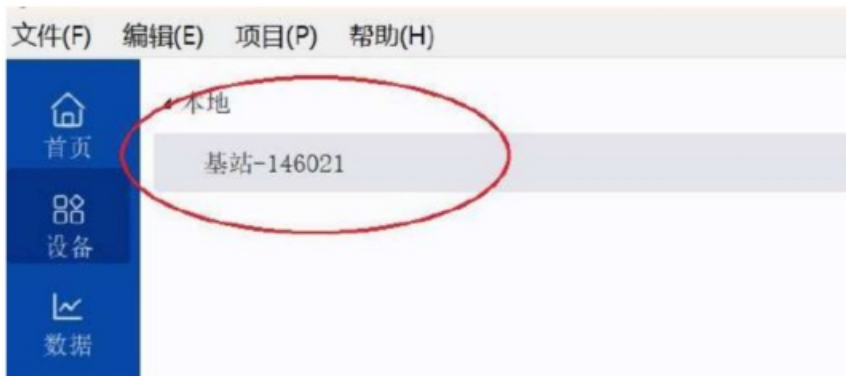 文件(F) 编辑(E) 项目(P) 帮助(H)
首页
设备
数据
本地
基站-146021